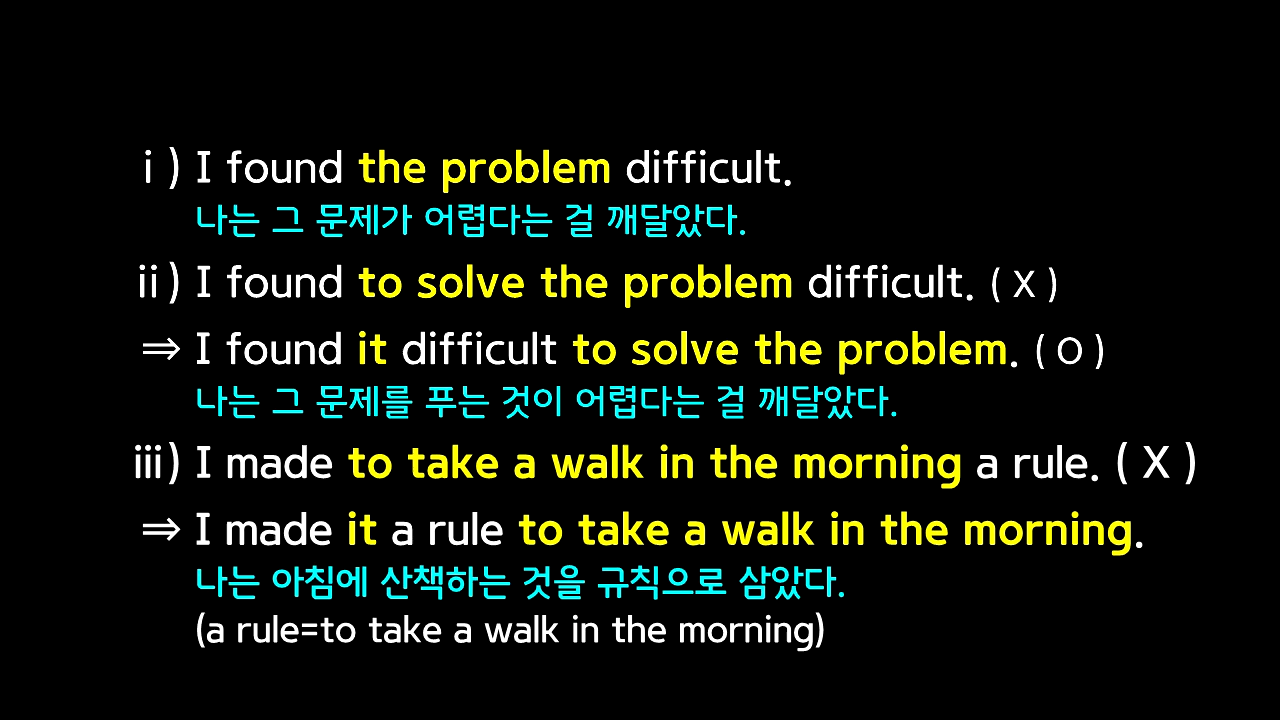 i ) I found the problem difficult.
나는 그 문제가 어렵다는 걸 깨달았다.
ii ) I found to solve the problem difficult. ( X )
⇒ I found it difficult to solve the problem. ( O )
나는 그 문제를 푸는 것이 어렵다는 걸 깨달았다.
iii ) I made to take a walk in the morning a rule. ( X )
⇒ I made it a rule to take a walk in the morning.
나는 아침에 산책하는 것을 규칙으로 삼았다.
(a rule=to take a walk in the morning)